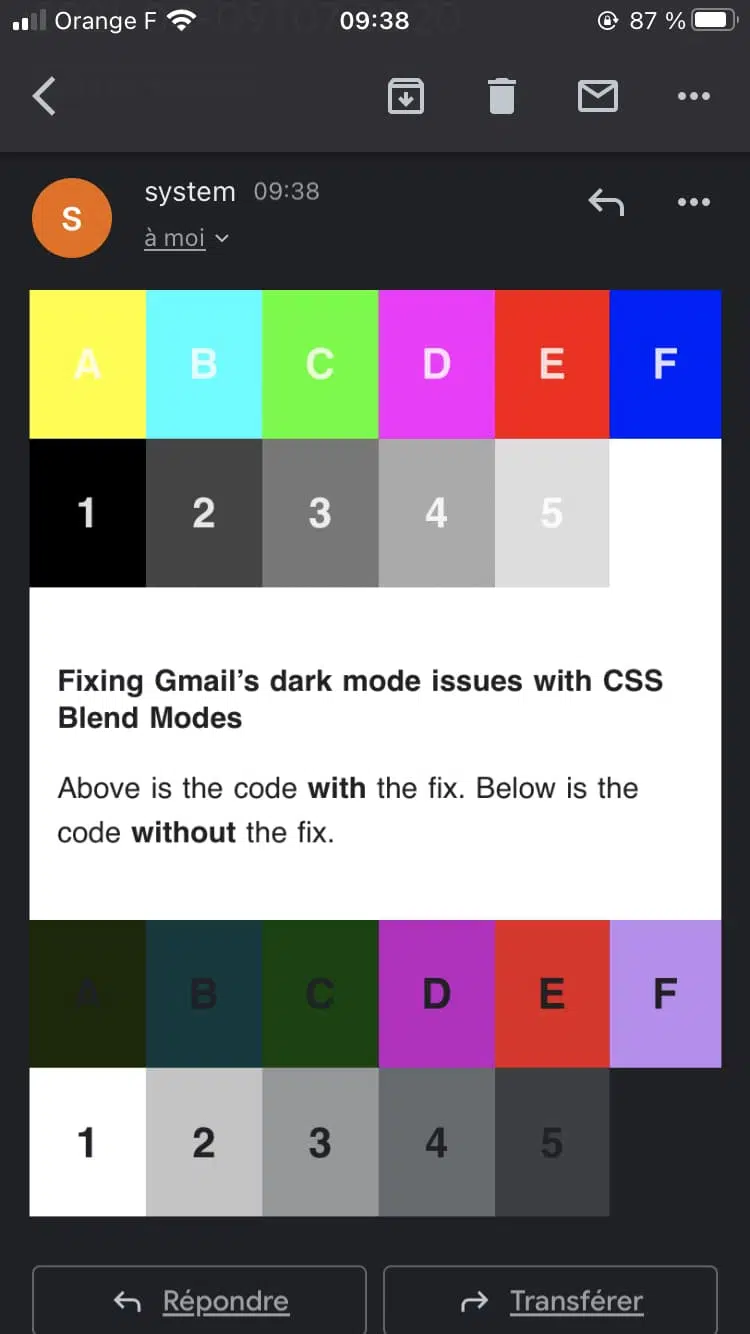 Orange F 09:38 87 %
S system 09:38
à moi
A B C D E F
1 2 3 4 5
Fixing Gmail’s dark mode issues with CSS
Blend Modes
Above is the code with the fix. Below is the
code without the fix.
A B C D E F
1 2 3 4 5
Répondre Transférer